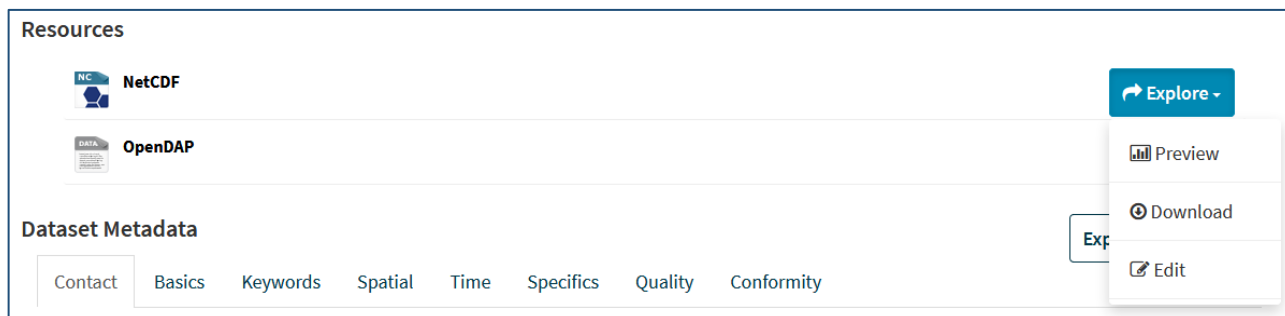 Resources
NC
NetCDF
Explore
DATA
OpenDAP
Preview
Download
Edit
Dataset Metadata
Exp
Contact Basics Keywords Spatial Time Specifics Quality Conformity